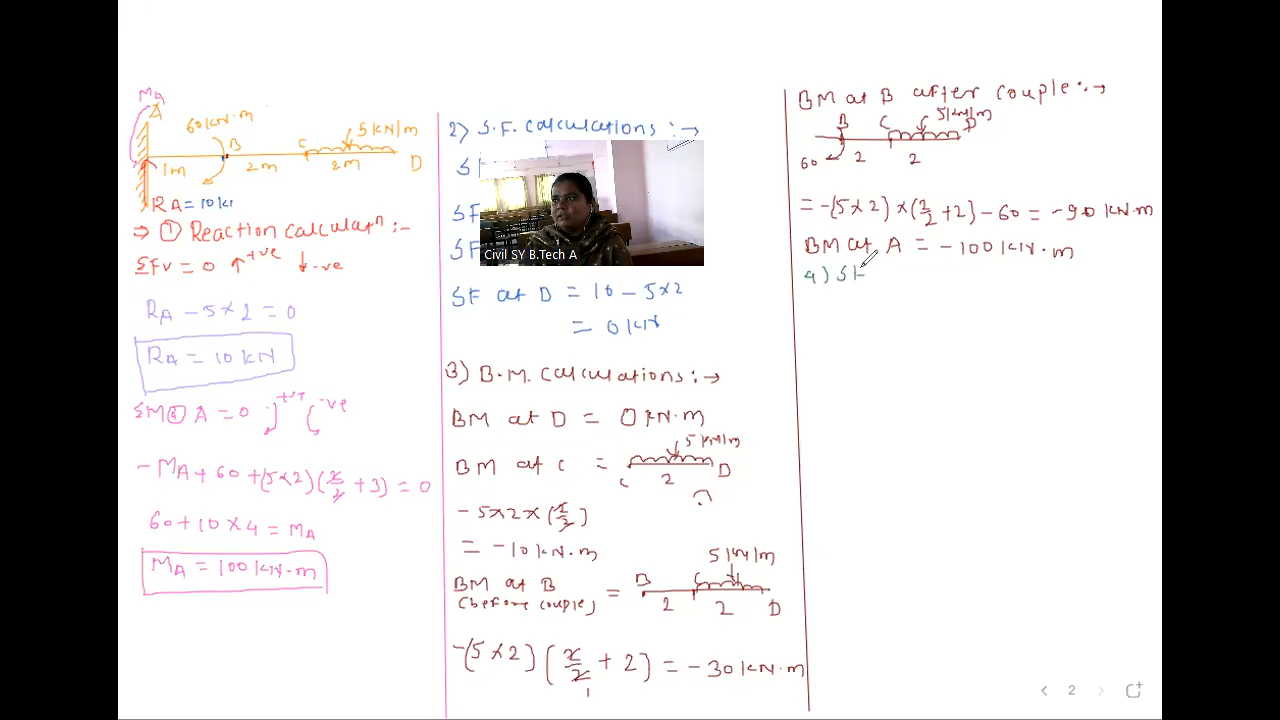 MA
A
60 kN·m
B
C
5 kN/m
D
1m
2m
2M
RA = 10 kN
⇒ ① Reaction calculatⁿ :-
ΣFv = 0 ↑+ve ↓-ve
RA - 5×2 = 0
RA = 10 kN
ΣM@A = 0 +ve -ve
- MA + 60 + (5×2)(2/2 + 3) = 0
60 + 10 × 4 = MA
MA = 100 kN·m
2) S.F. calculations :→
SF
SF
Civil SY B.Tech A
SF at D = 10 - 5×2
= 0 kN
3) B.M. calculations :→
BM at D = 0 kN·m
BM at C =
5 kN/m
C 2 D
- 5×2×(2/2)
= -10 kN·m
BM at B
(before couple) =
5 kN/m
B C
2 2 D
-(5×2)(2/2 + 2) = -30 kN·m
1
BM at B after couple :→
5 kN/m
B C D
60 2 2
= -(5×2)×(2/2+2) - 60 = -90 kN·m
BM at A = -100 kN·m
4) SF
2